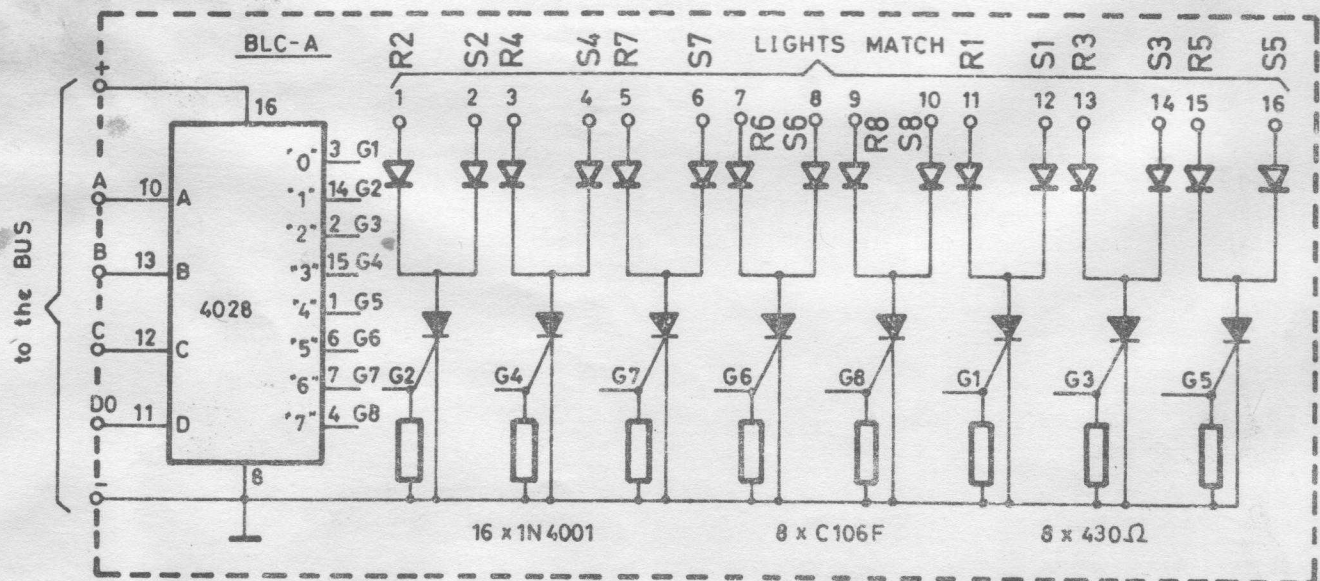 BLC-A
LIGHTS MATCH
R2 S2 R4 S4 R7 S7 R1 S1 R3 S3 R5 S5
1 2 3 4 5 6 7 8 9 10 11 12 13 14 15 16
R6 S6 R8 S8
to the BUS
+
16
A 10 A
B 13 B
C 12 C
D0 11 D
−
8
4028
"0" 3 G1
"1" 14 G2
"2" 2 G3
"3" 15 G4
"4" 1 G5
"5" 6 G6
"6" 7 G7
"7" 4 G8
G2 G4 G7 G6 G8 G1 G3 G5
16 x 1N4001 8 x C106F 8 x 430Ω